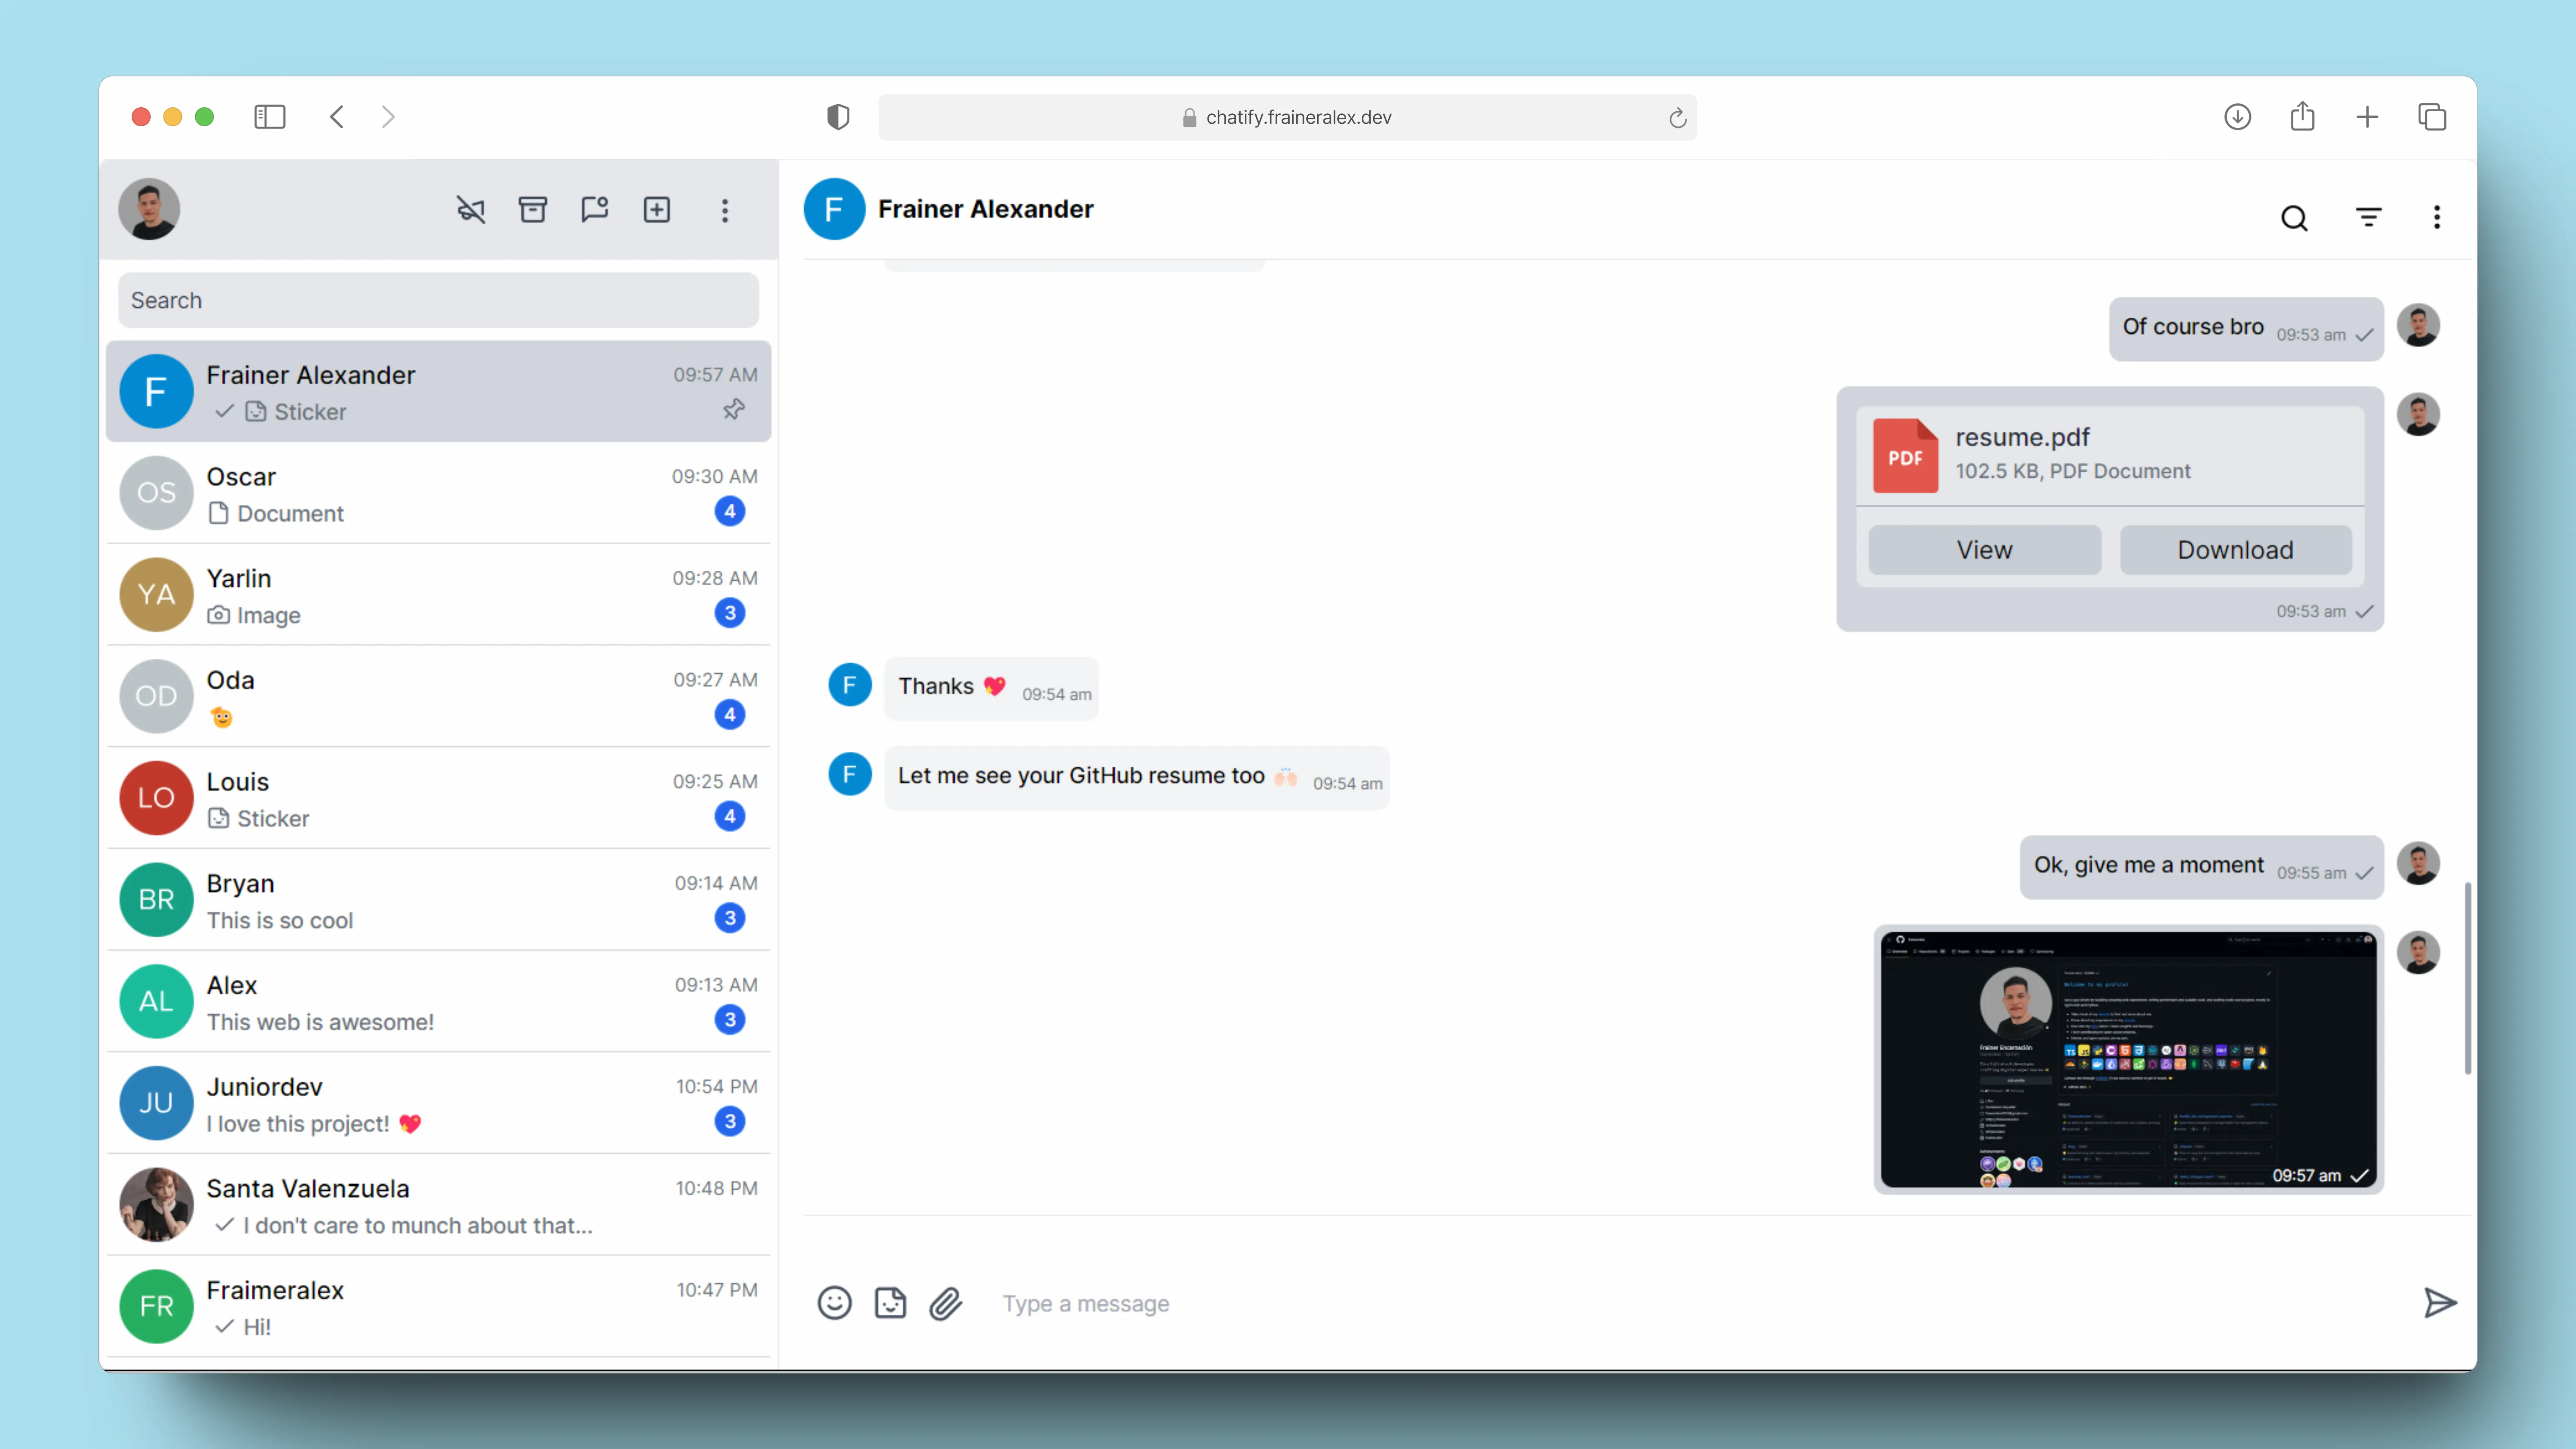 chatify.fraineralex.dev
Search
F
Frainer Alexander
09:57 AM
Sticker
OS
Oscar
09:30 AM
Document
4
YA
Yarlin
09:28 AM
Image
3
OD
Oda
09:27 AM
4
LO
Louis
09:25 AM
Sticker
4
BR
Bryan
09:14 AM
This is so cool
3
AL
Alex
09:13 AM
This web is awesome!
3
JU
Juniordev
10:54 PM
I love this project! 💖
3
Santa Valenzuela
10:48 PM
I don't care to munch about that...
FR
Fraimeralex
10:47 PM
Hi!
F
Frainer Alexander
Of course bro 09:53 am
PDF
resume.pdf
102.5 KB, PDF Document
View
Download
09:53 am
F
Thanks 💖 09:54 am
F
Let me see your GitHub resume too 🙌🏻 09:54 am
Ok, give me a moment 09:55 am
Welcome to my profile!
Frainer Encarnación
09:57 am
Type a message